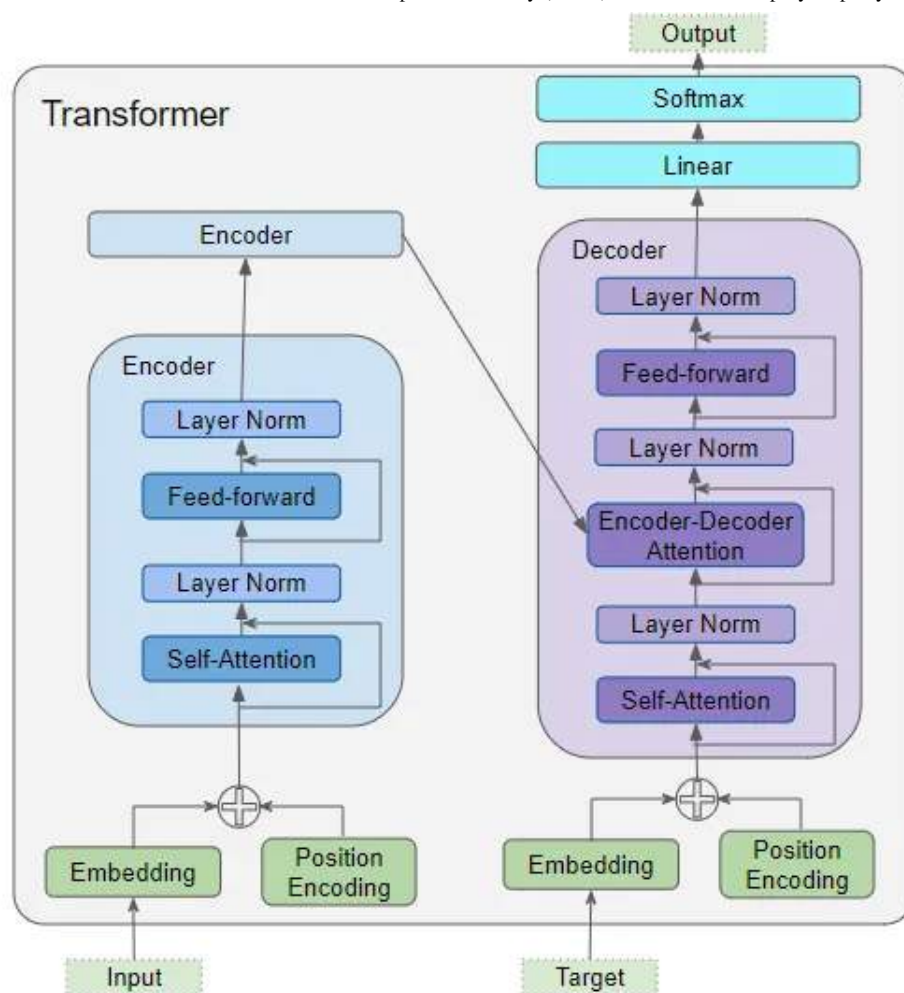 Output
Softmax
Transformer
Linear
Encoder
Decoder
Layer Norm
Encoder
Feed-forward
Layer Norm
Layer Norm
Feed-forward
Encoder-Decoder
Attention
Layer Norm
Layer Norm
Self-Attention
Self-Attention
Embedding
Position
Encoding
Embedding
Position
Encoding
Input
Target